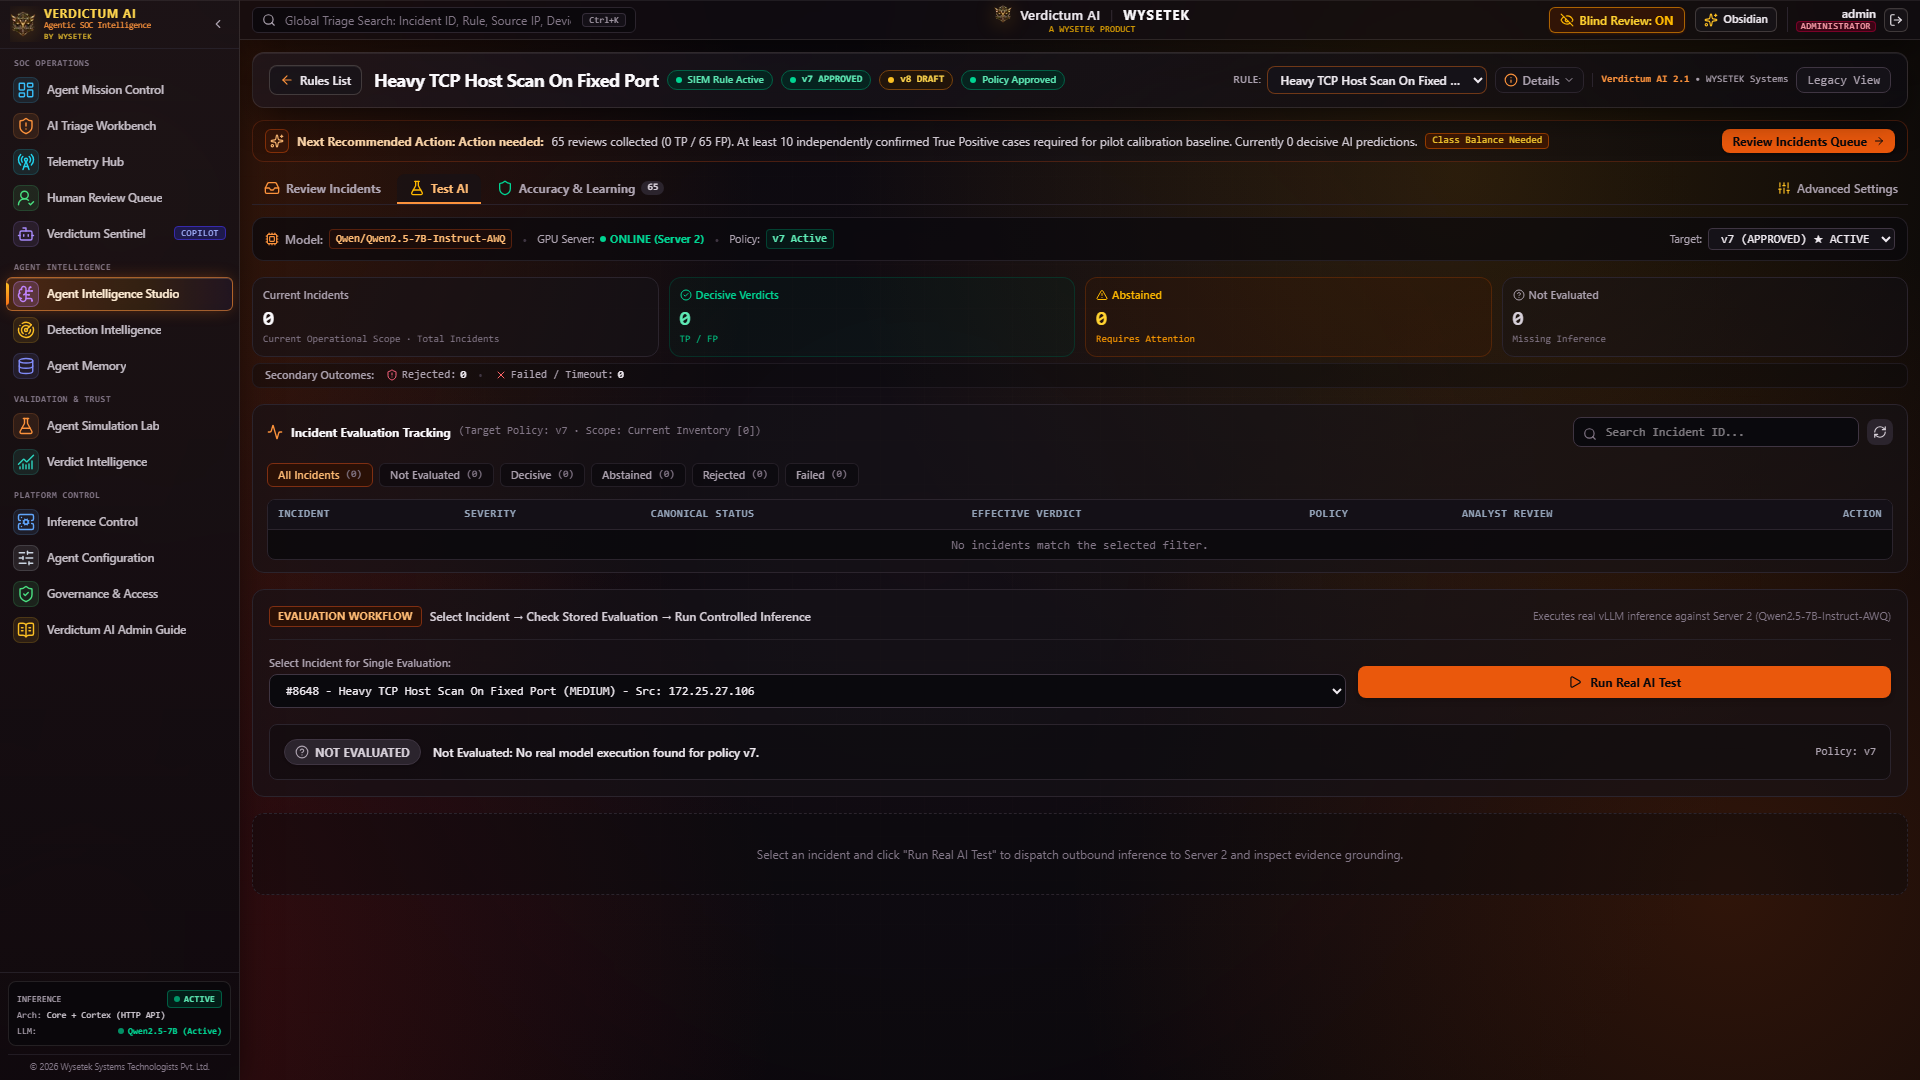 VERDICTUM AI
Agentic SOC Intelligence
BY WYSETEK
Global Triage Search: Incident ID, Rule, Source IP, Devi
Ctrl+K
Verdictum AI
WYSETEK
A WYSETEK PRODUCT
Blind Review: ON
Obsidian
admin
ADMINISTRATOR
SOC OPERATIONS
Agent Mission Control
AI Triage Workbench
Telemetry Hub
Human Review Queue
Verdictum Sentinel
COPILOT
AGENT INTELLIGENCE
Agent Intelligence Studio
Detection Intelligence
Agent Memory
VALIDATION & TRUST
Agent Simulation Lab
Verdict Intelligence
PLATFORM CONTROL
Inference Control
Agent Configuration
Governance & Access
Verdictum AI Admin Guide
INFERENCE
ACTIVE
Arch: Core + Cortex (HTTP API)
LLM: Qwen2.5-7B (Active)
© 2026 Wysetek Systems Technologists Pvt. Ltd.
← Rules List
Heavy TCP Host Scan On Fixed Port
SIEM Rule Active
v7 APPROVED
v8 DRAFT
Policy Approved
RULE:
Heavy TCP Host Scan On Fixed ...
Details
Verdictum AI 2.1 • WYSETEK Systems
Legacy View
Next Recommended Action: Action needed: 65 reviews collected (0 TP / 65 FP). At least 10 independently confirmed True Positive cases required for pilot calibration baseline. Currently 0 decisive AI predictions.
Class Balance Needed
Review Incidents Queue →
Review Incidents
Test AI
Accuracy & Learning 65
Advanced Settings
Model: Qwen/Qwen2.5-7B-Instruct-AWQ • GPU Server: ONLINE (Server 2) • Policy: v7 Active
Target: v7 (APPROVED) ★ ACTIVE
Current Incidents
0
Current Operational Scope · Total Incidents
Decisive Verdicts
0
TP / FP
Abstained
0
Requires Attention
Not Evaluated
0
Missing Inference
Secondary Outcomes: Rejected: 0 • Failed / Timeout: 0
Incident Evaluation Tracking (Target Policy: v7 · Scope: Current Inventory [0])
Search Incident ID...
All Incidents (0)
Not Evaluated (0)
Decisive (0)
Abstained (0)
Rejected (0)
Failed (0)
INCIDENT SEVERITY CANONICAL STATUS EFFECTIVE VERDICT POLICY ANALYST REVIEW ACTION
No incidents match the selected filter.
EVALUATION WORKFLOW Select Incident → Check Stored Evaluation → Run Controlled Inference
Executes real vLLM inference against Server 2 (Qwen2.5-7B-Instruct-AWQ)
Select Incident for Single Evaluation:
#8648 - Heavy TCP Host Scan On Fixed Port (MEDIUM) - Src: 172.25.27.106
Run Real AI Test
NOT EVALUATED Not Evaluated: No real model execution found for policy v7.
Policy: v7
Select an incident and click "Run Real AI Test" to dispatch outbound inference to Server 2 and inspect evidence grounding.